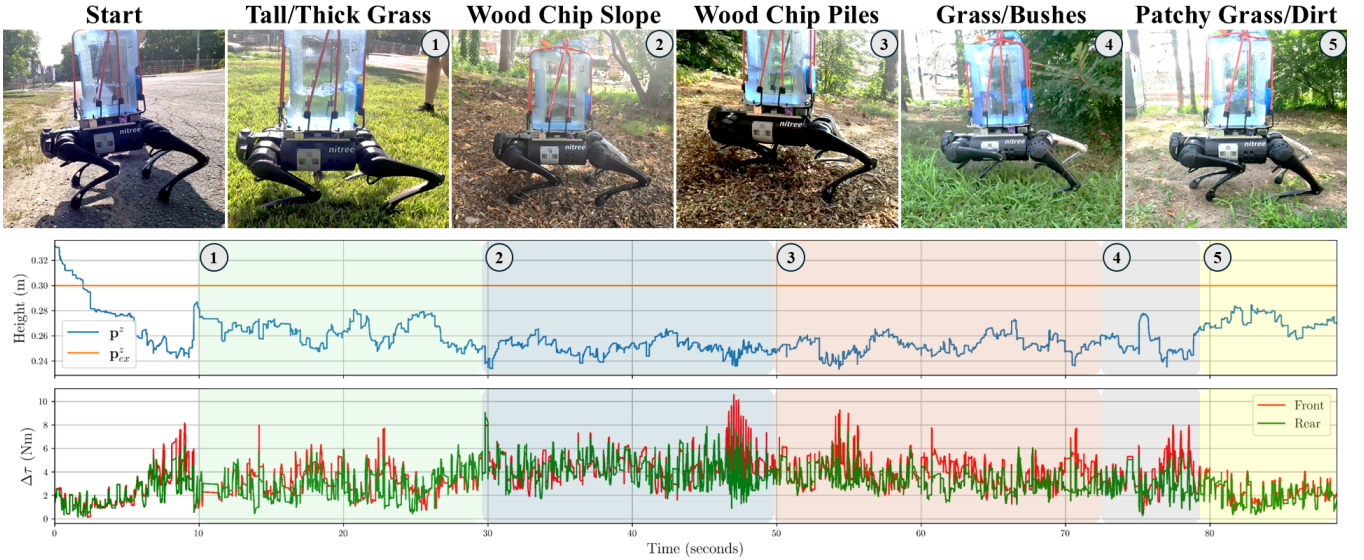 Start Tall/Thick Grass Wood Chip Slope Wood Chip Piles Grass/Bushes Patchy Grass/Dirt
1 2 3 4 5
nitree nitree nitree nitree nitree nitree
1 2 3 4 5
Height (m)
0.32
0.30
0.28
0.26
0.24
p^z
p^z_ex
Δτ (Nm)
10
8
6
4
2
0
Front
Rear
0 10 20 30 40 50 60 70 80
Time (seconds)